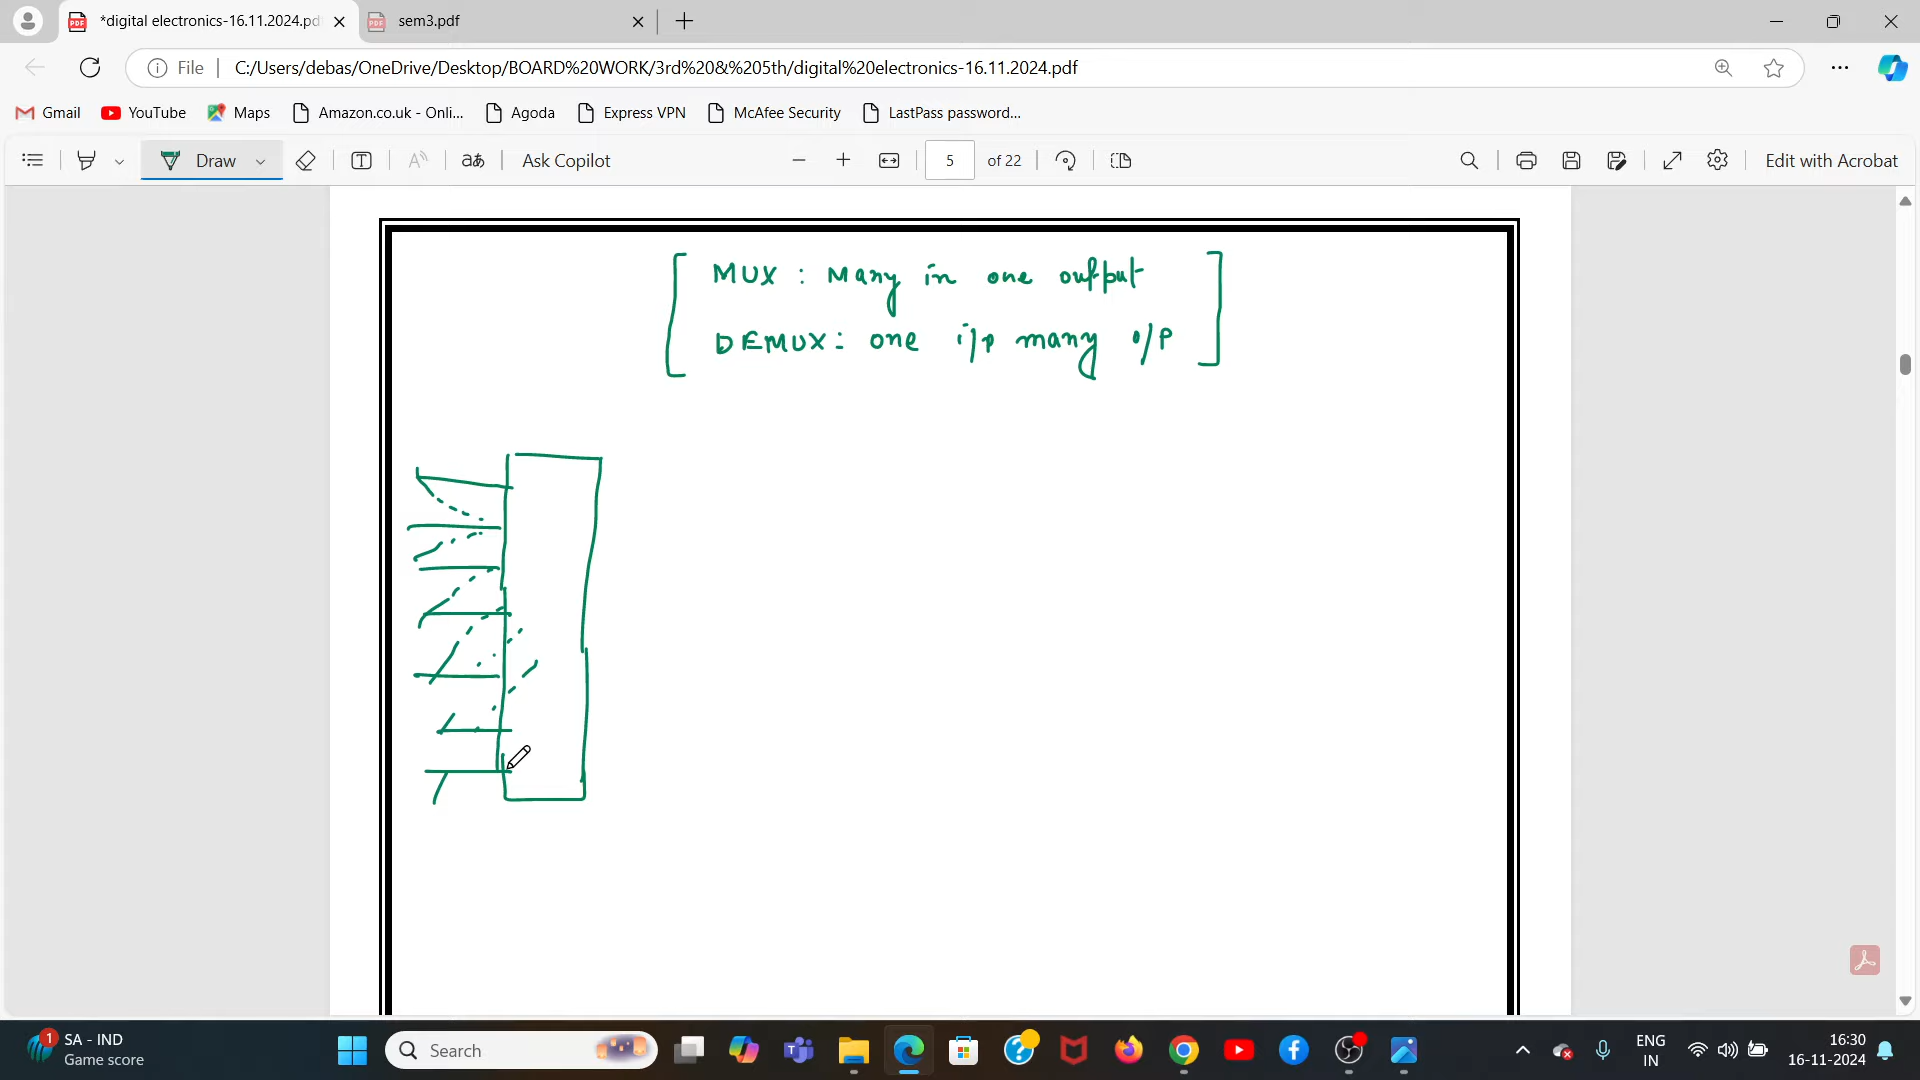 *digital electronics-16.11.2024.pd
sem3.pdf
File
C:/Users/debas/OneDrive/Desktop/BOARD%20WORK/3rd%20&%205th/digital%20electronics-16.11.2024.pdf
Gmail
YouTube
Maps
Amazon.co.uk - Onli...
Agoda
Express VPN
McAfee Security
LastPass password...
Draw
aあ
Ask Copilot
5
of 22
Edit with Acrobat
MUX : Many in one output
DEMUX : one i/p many o/p
1
SA - IND
Game score
Search
ENG
IN
16:30
16-11-2024